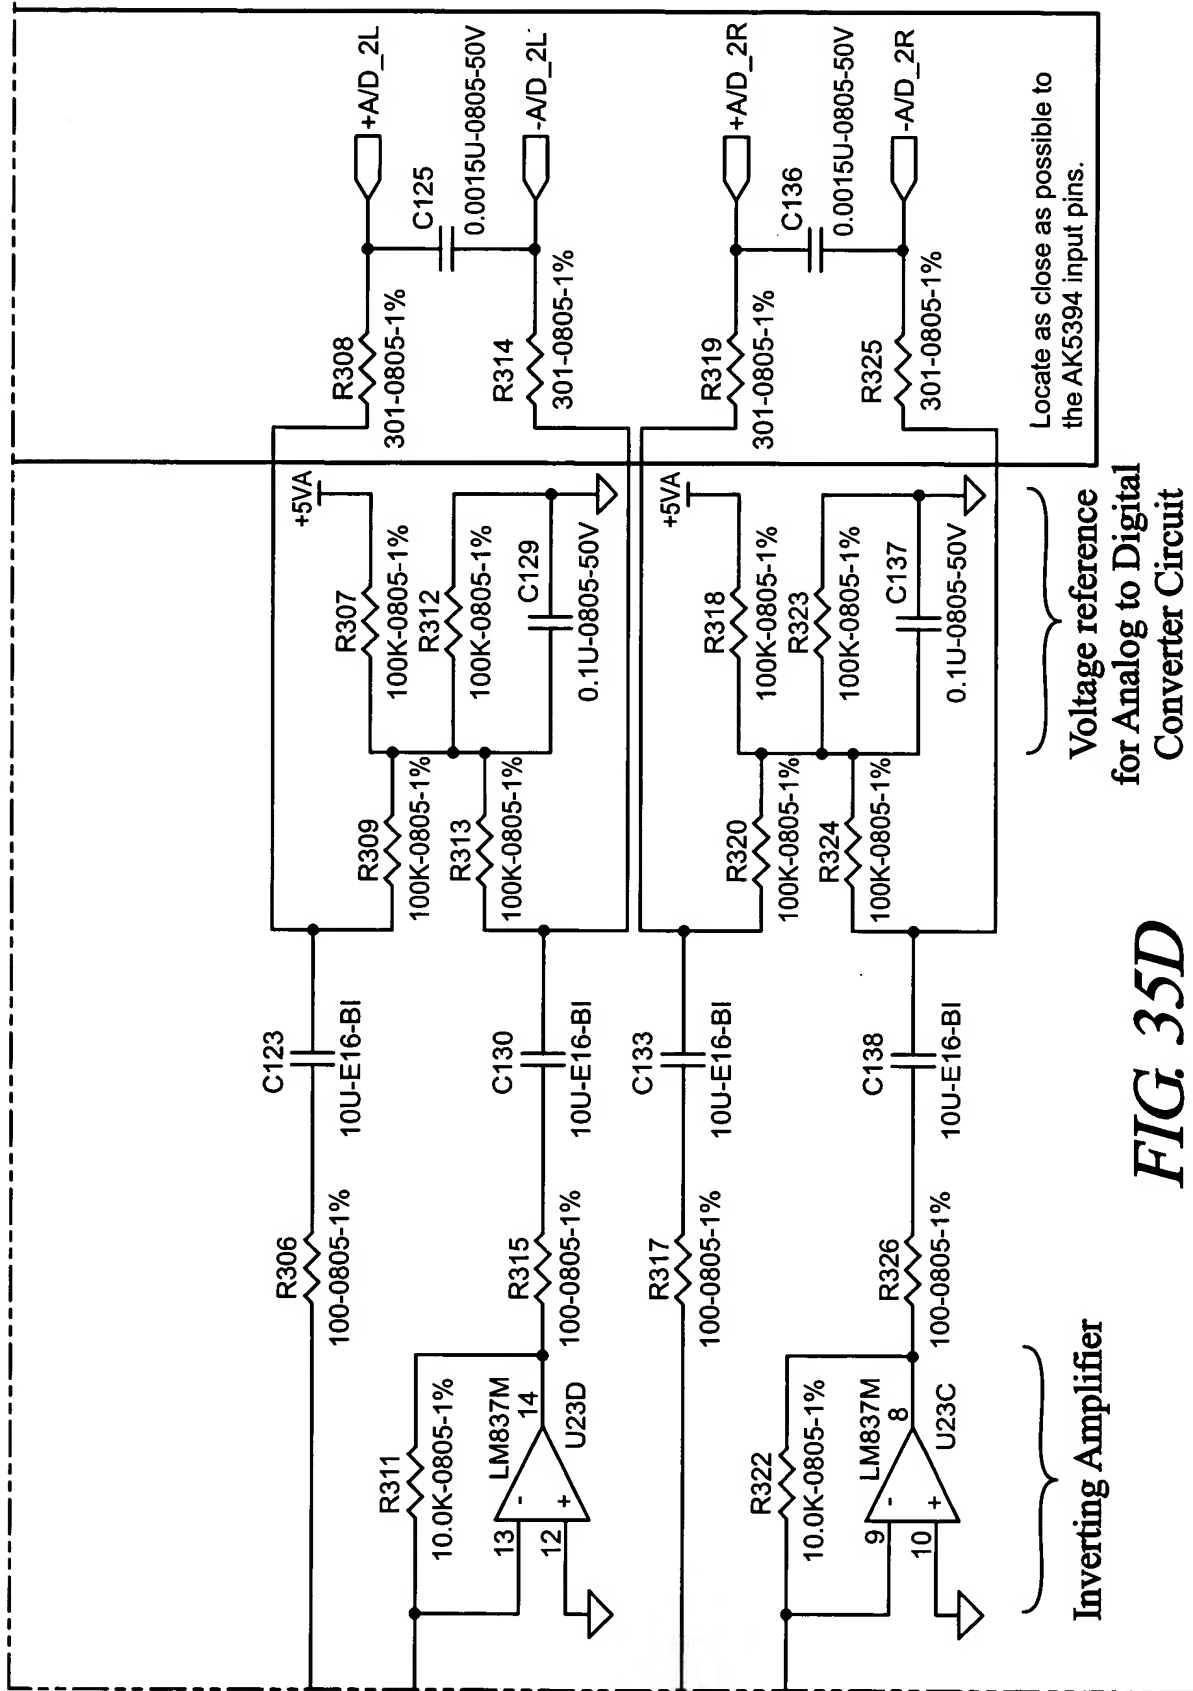 +A/D_2L
C125
0.0015U-0805-50V
-A/D_2L
R308
301-0805-1%
R314
301-0805-1%
+5VA
R307
100K-0805-1%
R312
100K-0805-1%
C129
0.1U-0805-50V
R309
100K-0805-1%
R313
100K-0805-1%
C123
10U-E16-BI
C130
10U-E16-BI
R306
100-0805-1%
R315
100-0805-1%
R311
10.0K-0805-1%
LM837M
13
-
12
+
14
U23D
+A/D_2R
C136
0.0015U-0805-50V
-A/D_2R
R319
301-0805-1%
R325
301-0805-1%
+5VA
R318
100K-0805-1%
R323
100K-0805-1%
C137
0.1U-0805-50V
R320
100K-0805-1%
R324
100K-0805-1%
C133
10U-E16-BI
C138
10U-E16-BI
R317
100-0805-1%
R326
100-0805-1%
R322
10.0K-0805-1%
LM837M
9
-
10
+
8
U23C
Locate as close as possible to
the AK5394 input pins.
Inverting Amplifier
Voltage reference
for Analog to Digital
Converter Circuit
FIG. 35D